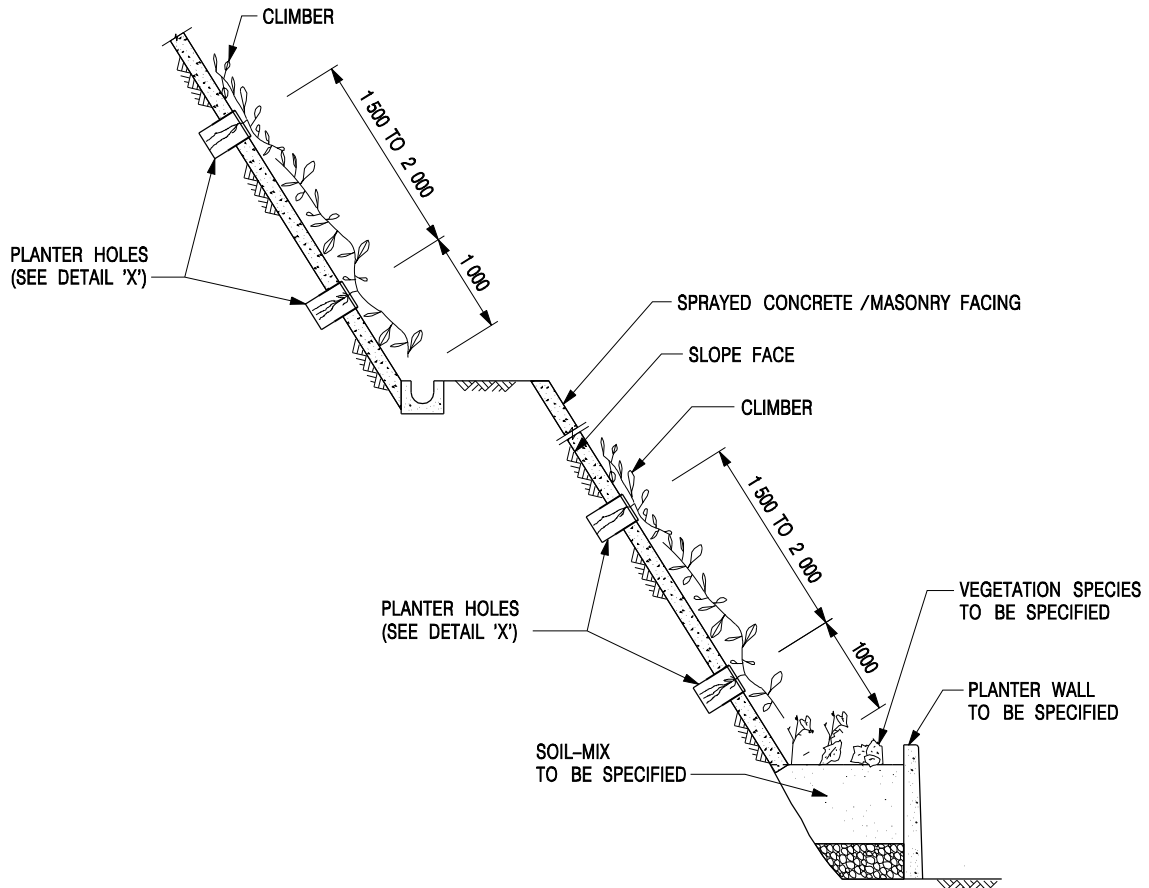 CLIMBER
1 500 TO 2 000
PLANTER HOLES
(SEE DETAIL 'X')
1 000
SPRAYED CONCRETE /MASONRY FACING
SLOPE FACE
CLIMBER
1 500 TO 2 000
PLANTER HOLES
(SEE DETAIL 'X')
VEGETATION SPECIES
TO BE SPECIFIED
1000
PLANTER WALL
TO BE SPECIFIED
SOIL-MIX
TO BE SPECIFIED